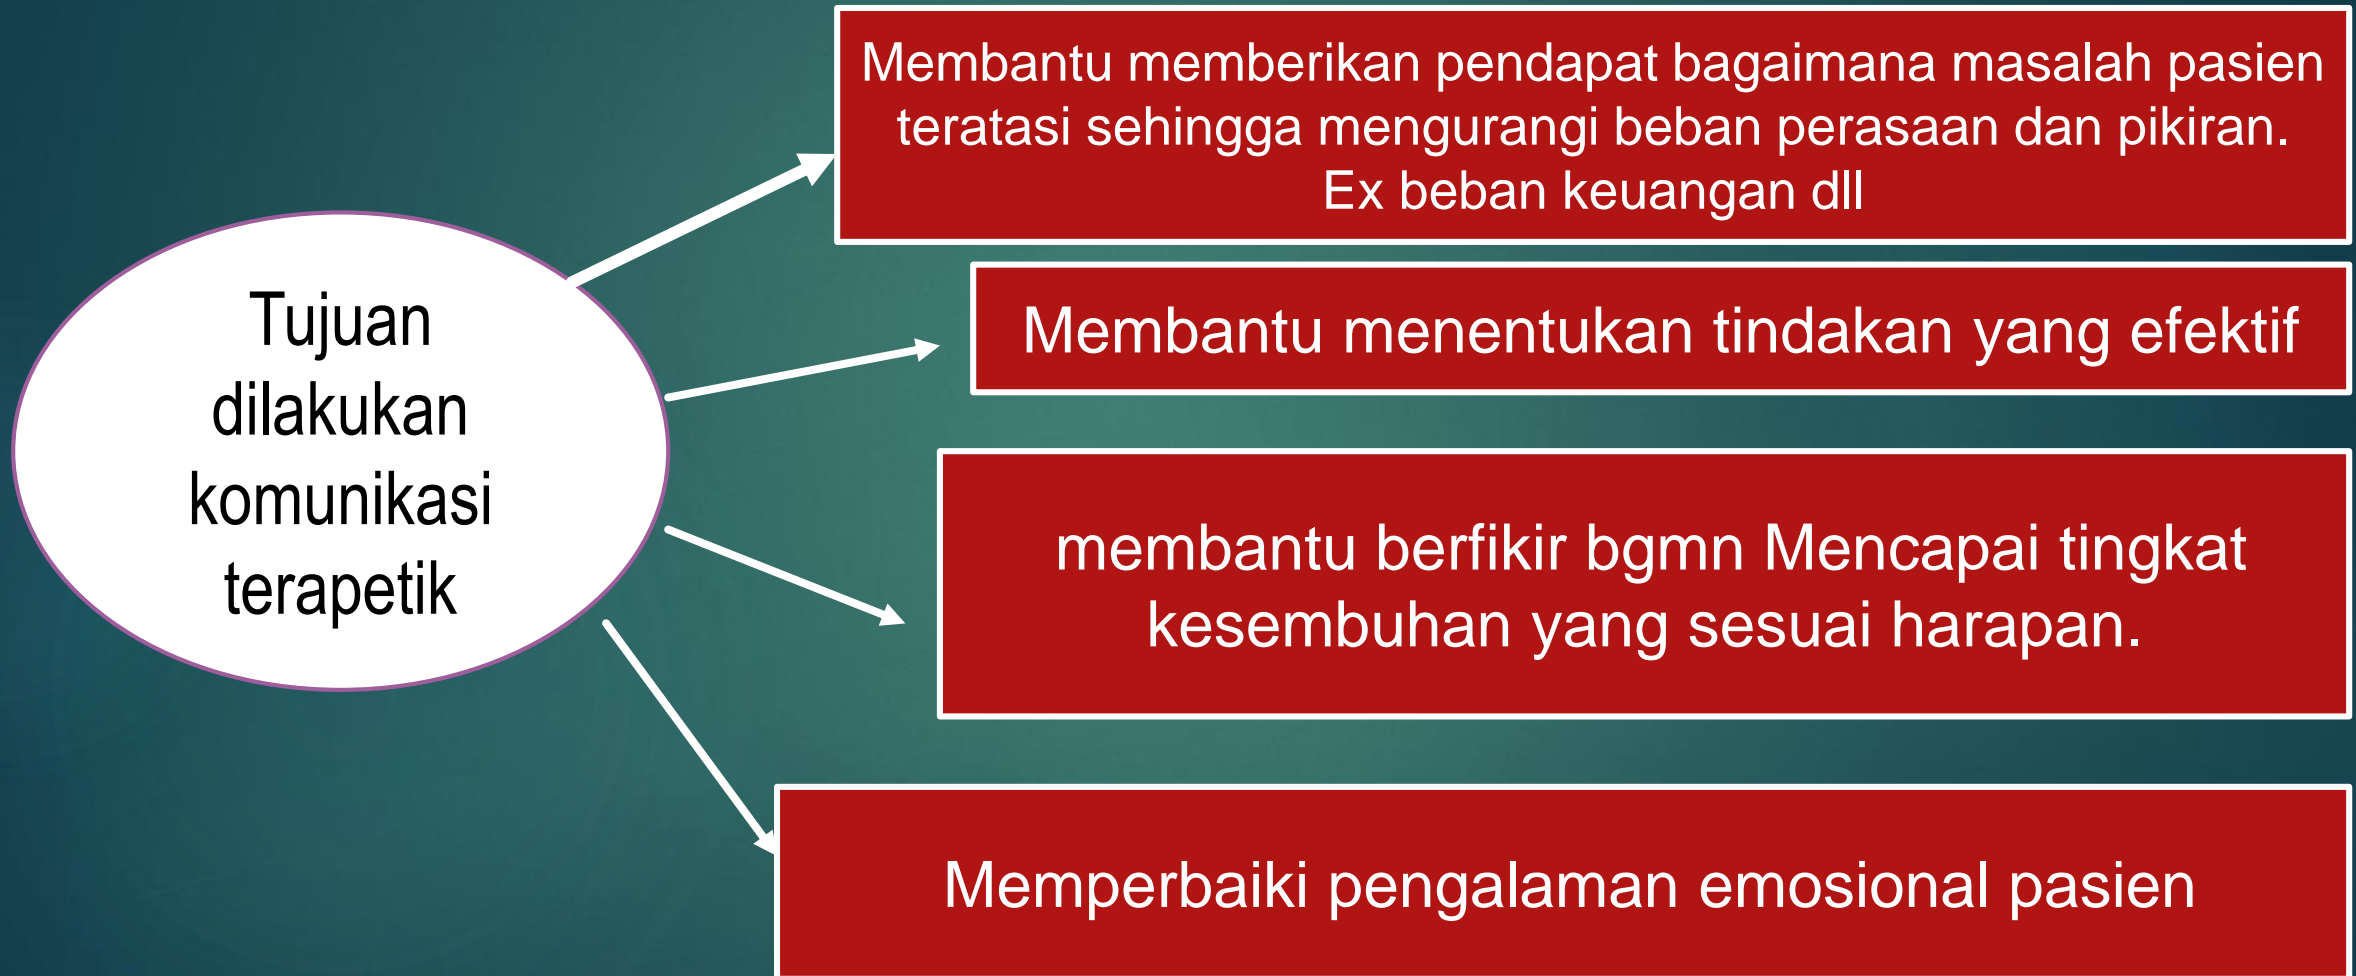 Tujuan
dilakukan
komunikasi
terapetik
Membantu memberikan pendapat bagaimana masalah pasien
teratasi sehingga mengurangi beban perasaan dan pikiran.
Ex beban keuangan dll
Membantu menentukan tindakan yang efektif
membantu berfikir bgmn Mencapai tingkat
kesembuhan yang sesuai harapan.
Memperbaiki pengalaman emosional pasien